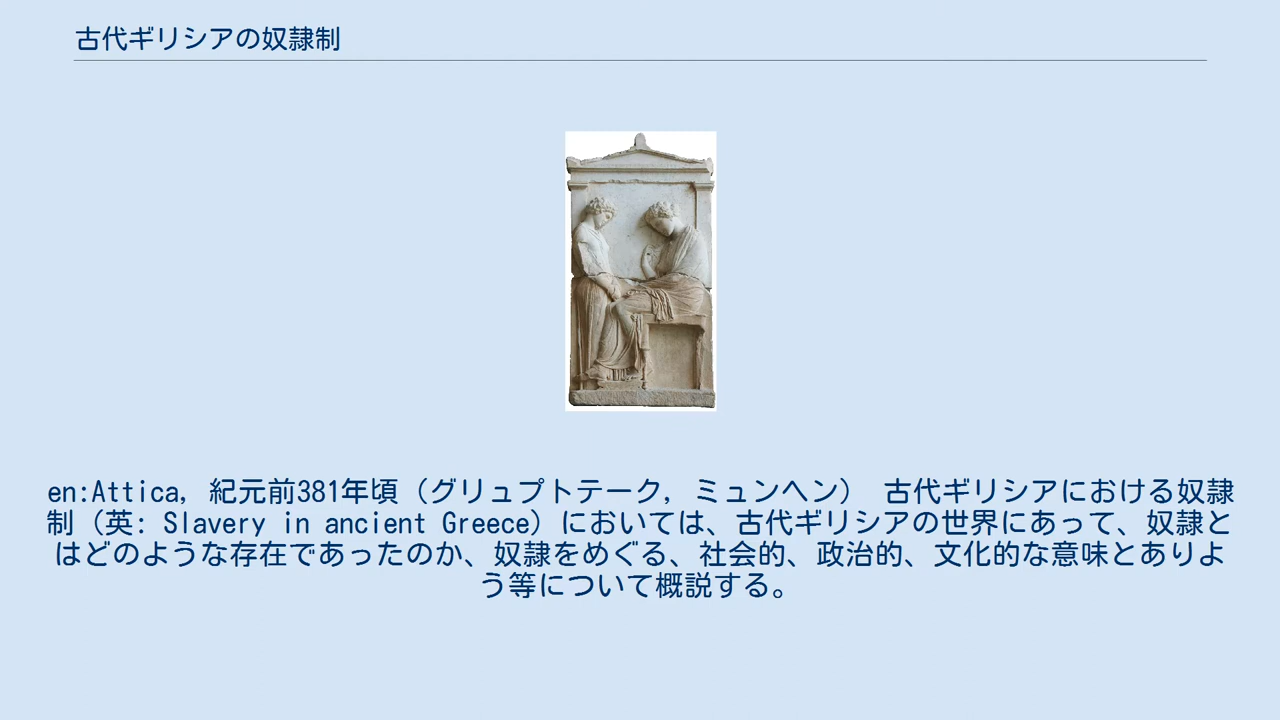 古代ギリシアの奴隷制
en:Attica, 紀元前381年頃（グリュプトテーク, ミュンヘン） 古代ギリシアにおける奴隷
制（英: Slavery in ancient Greece）においては、古代ギリシアの世界にあって、奴隷と
はどのような存在であったのか、奴隷をめぐる、社会的、政治的、文化的な意味とありよ
う等について概説する。